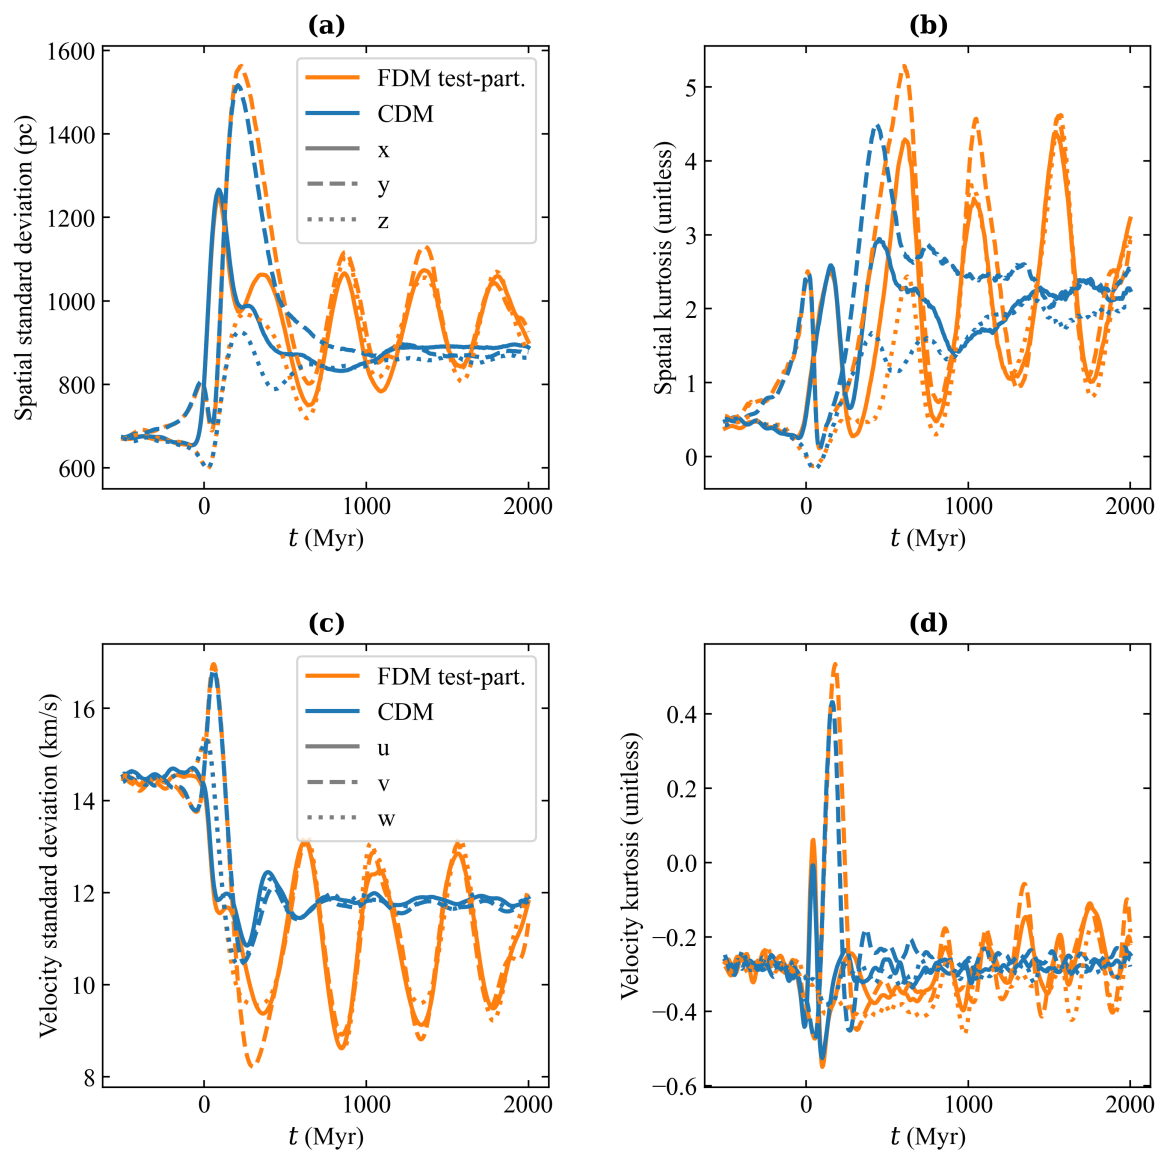 (a)
Spatial standard deviation (pc)
1600
1400
1200
1000
800
600
FDM test-part.
CDM
x
y
z
0
1000
2000
t (Myr)
(b)
Spatial kurtosis (unitless)
5
4
3
2
1
0
0
1000
2000
t (Myr)
(c)
Velocity standard deviation (km/s)
16
14
12
10
8
FDM test-part.
CDM
u
v
w
0
1000
2000
t (Myr)
(d)
Velocity kurtosis (unitless)
0.4
0.2
0.0
−0.2
−0.4
−0.6
0
1000
2000
t (Myr)